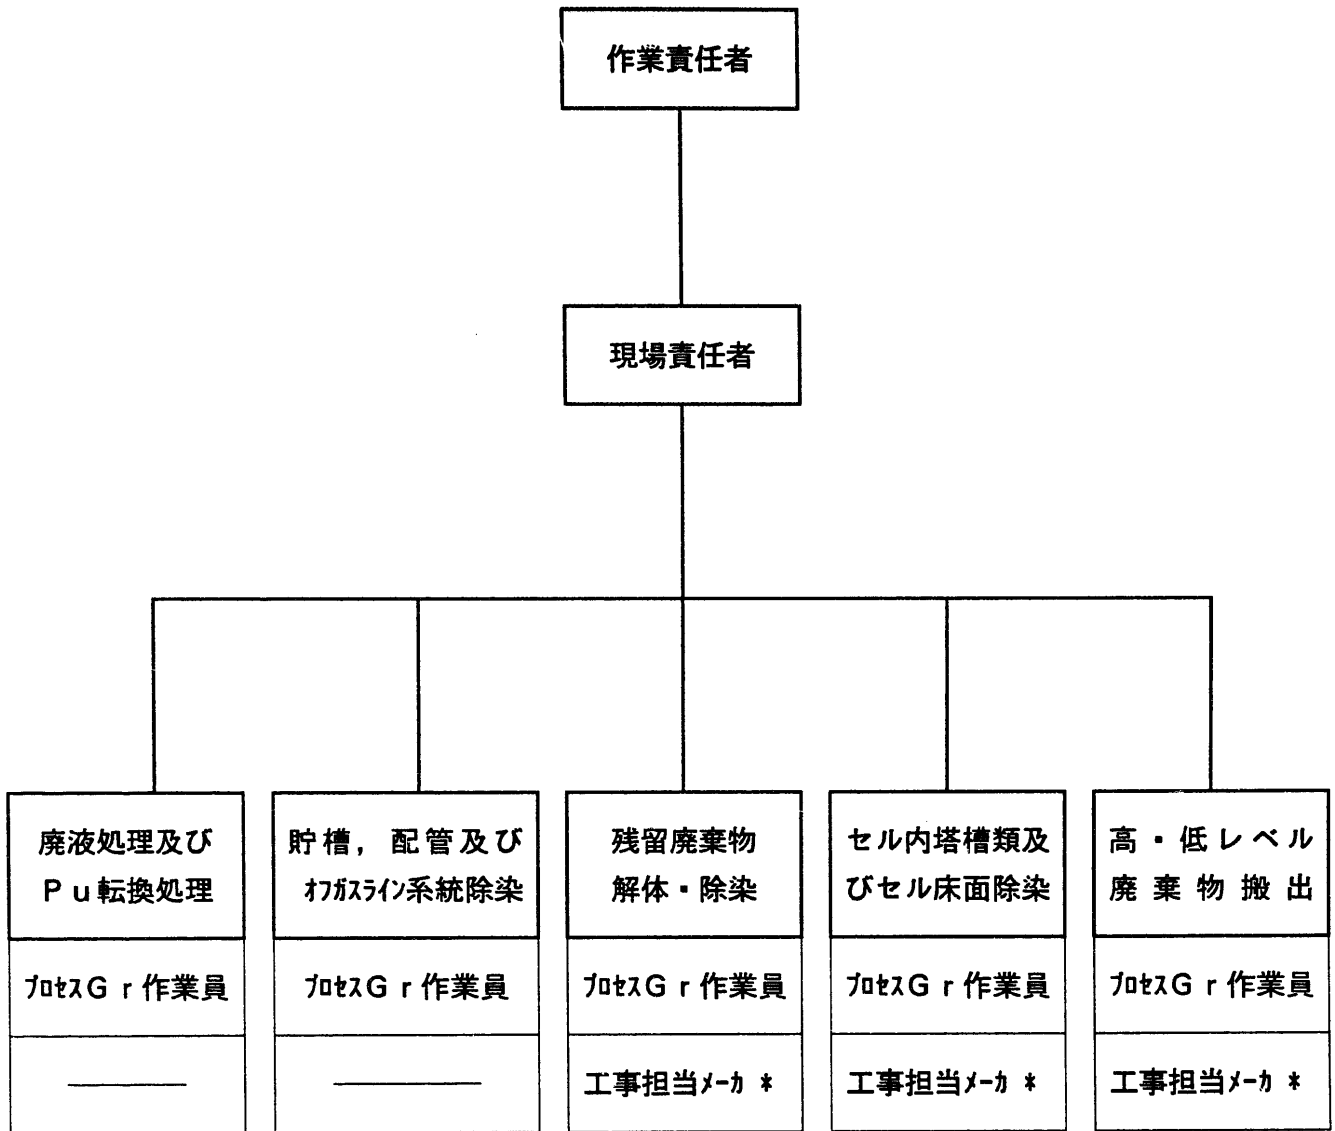 作業責任者
現場責任者
廃液処理及び
Pu転換処理
プロセスGr作業員
貯槽，配管及び
ｵﾌｶﾞｽﾗｲﾝ系統除染
プロセスGr作業員
残留廃棄物
解体・除染
プロセスGr作業員
工事担当ﾒｰｶ *
セル内塔槽類及
びセル床面除染
プロセスGr作業員
工事担当ﾒｰｶ *
高・低レベル
廃棄物搬出
プロセスGr作業員
工事担当ﾒｰｶ *